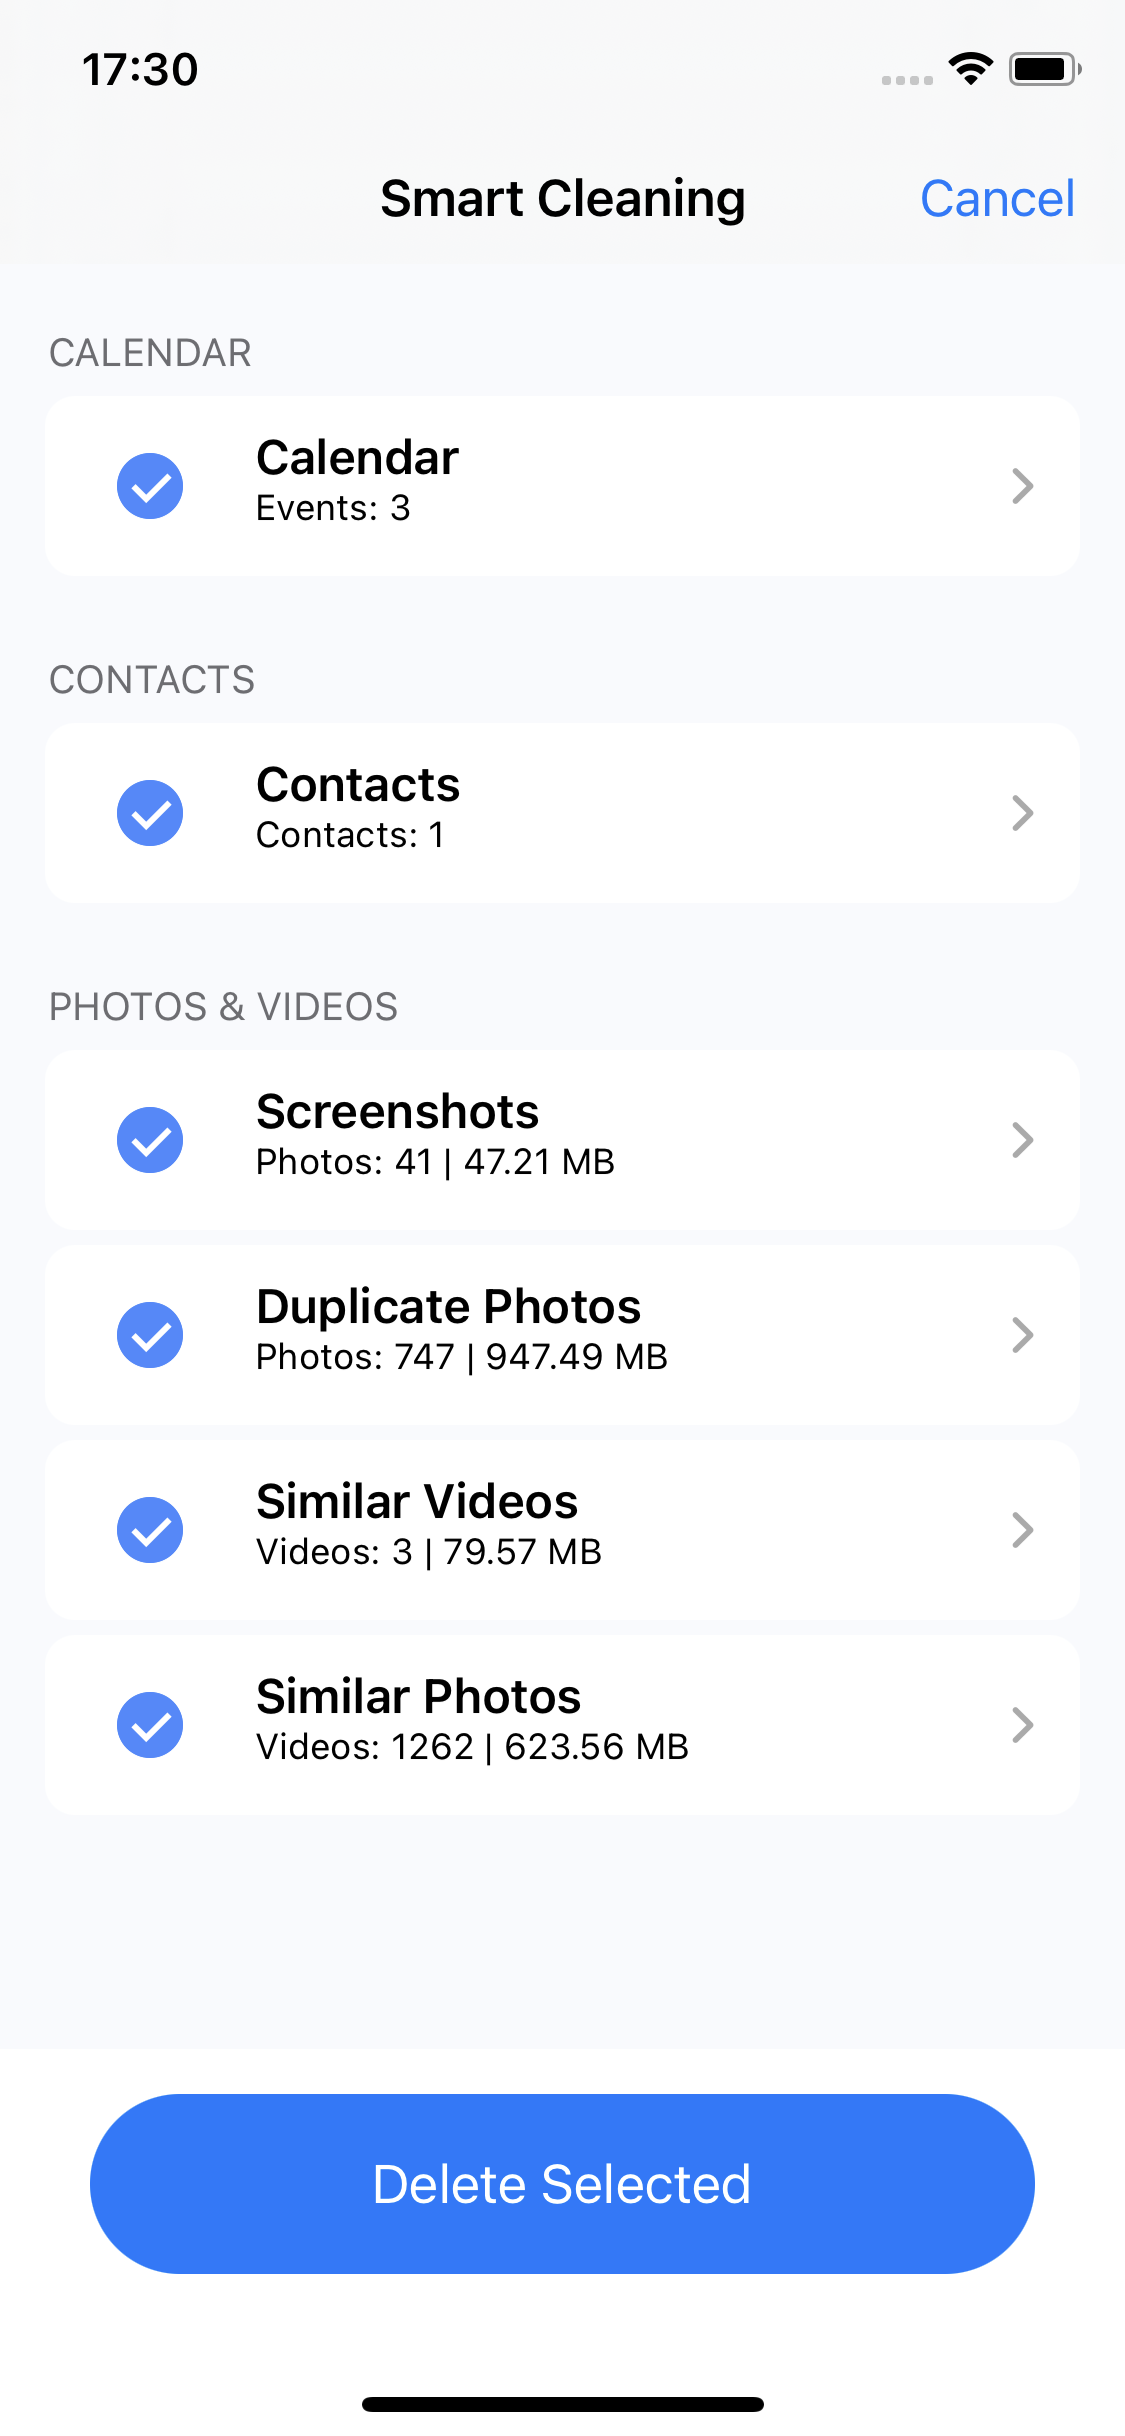 17:30
Smart Cleaning
Cancel
CALENDAR
Calendar
Events: 3
CONTACTS
Contacts
Contacts: 1
PHOTOS & VIDEOS
Screenshots
Photos: 41 | 47.21 MB
Duplicate Photos
Photos: 747 | 947.49 MB
Similar Videos
Videos: 3 | 79.57 MB
Similar Photos
Videos: 1262 | 623.56 MB
Delete Selected